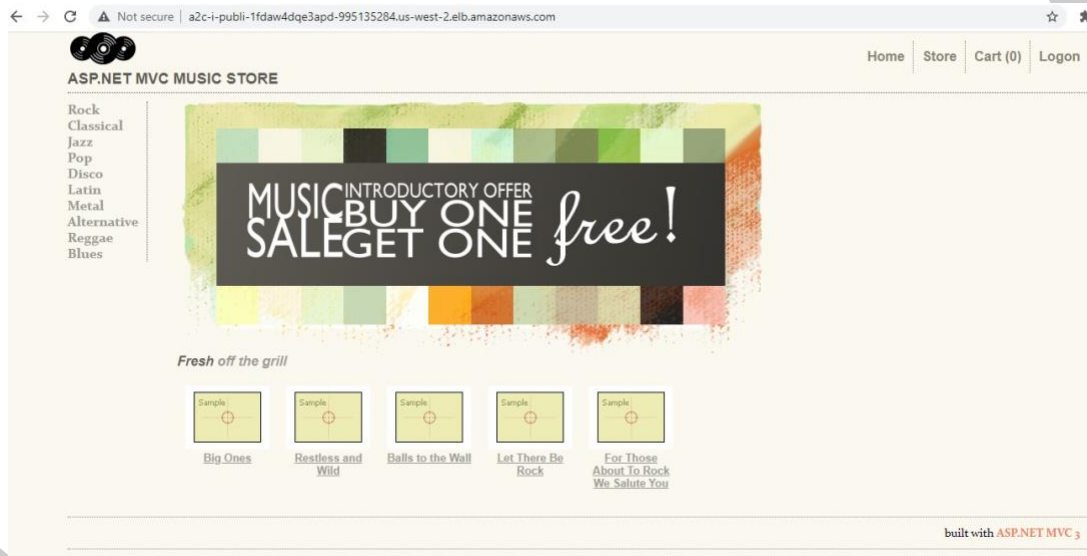 Not secure | a2c-i-publi-1fdaw4dqe3apd-995135284.us-west-2.elb.amazonaws.com
Home Store Cart (0) Logon
ASP.NET MVC MUSIC STORE
Rock
Classical
Jazz
Pop
Disco
Latin
Metal
Alternative
Reggae
Blues
MUSIC SALE
INTRODUCTORY OFFER
BUY ONE
GET ONE
free!
Fresh off the grill
Sample Sample Sample Sample Sample
Big Ones
Restless and
Wild
Balls to the Wall
Let There Be
Rock
For Those
About To Rock
We Salute You
built with ASP.NET MVC 3